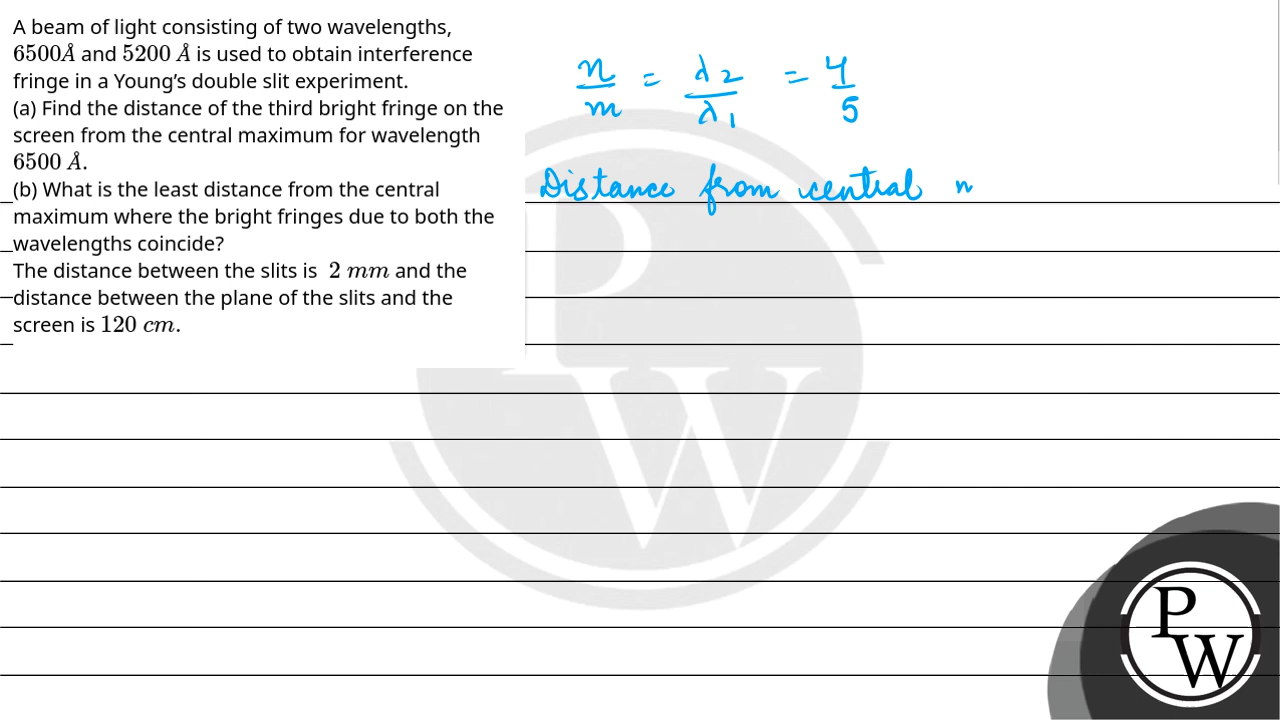 A beam of light consisting of two wavelengths,
6500Å and 5200 Å is used to obtain interference
fringe in a Young’s double slit experiment.
(a) Find the distance of the third bright fringe on the
screen from the central maximum for wavelength
6500 Å.
(b) What is the least distance from the central
maximum where the bright fringes due to both the
wavelengths coincide?
The distance between the slits is 2 mm and the
distance between the plane of the slits and the
screen is 120 cm.
n/m = λ2/λ1 = 4/5
Distance from central n
PW
PW